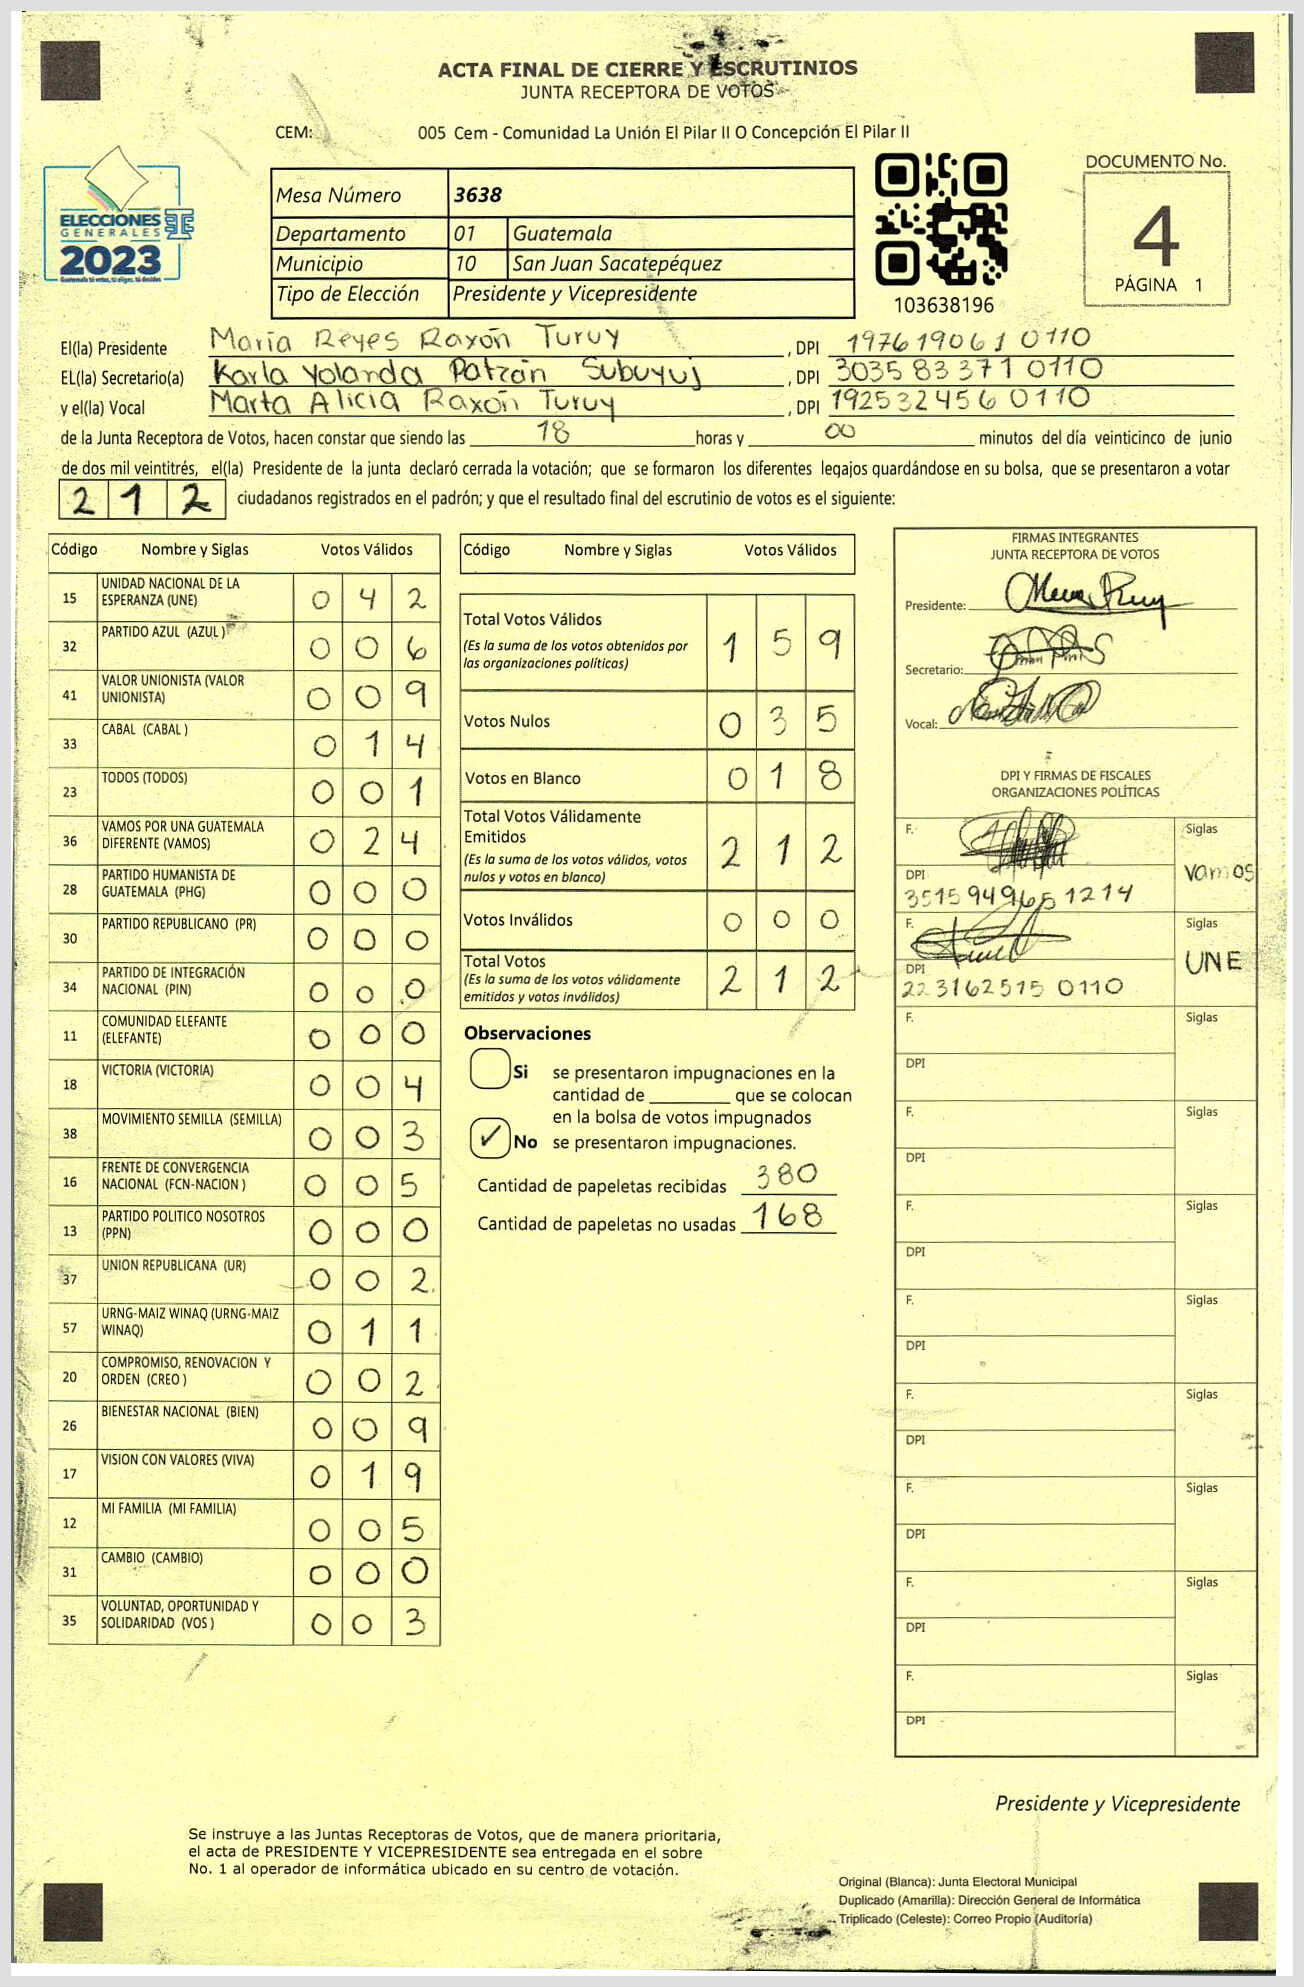 ACTA FINAL DE CIERRE Y ESCRUTINIOS
JUNTA RECEPTORA DE VOTOS
CEM: 005 Cem - Comunidad La Unión El Pilar II O Concepción El Pilar II
ELECCIONES
GENERALES
2023
Mesa Número 3638
Departamento 01 Guatemala
Municipio 10 San Juan Sacatepéquez
Tipo de Elección Presidente y Vicepresidente
103638196
DOCUMENTO No.
4
PÁGINA 1
El(la) Presidente Maria Reyes Raxón Turuy , DPI 197619061 0110
EL(la) Secretario(a) Karla Yolanda Patzán Subuyuj , DPI 3035 83371 0110
y el(la) Vocal Marta Alicia Raxón Turuy , DPI 192532456 0110
de la Junta Receptora de Votos, hacen constar que siendo las 18 horas y 00 minutos del día veinticinco de junio
de dos mil veintitrés, el(la) Presidente de la junta declaró cerrada la votación; que se formaron los diferentes legajos quardándose en su bolsa, que se presentaron a votar
2 1 2 ciudadanos registrados en el padrón; y que el resultado final del escrutinio de votos es el siguiente:
Código Nombre y Siglas Votos Válidos
15 UNIDAD NACIONAL DE LA
ESPERANZA (UNE) 0 4 2
32 PARTIDO AZUL (AZUL ) 0 0 6
41 VALOR UNIONISTA (VALOR
UNIONISTA) 0 0 9
33 CABAL (CABAL ) 0 1 4
23 TODOS (TODOS) 0 0 1
36 VAMOS POR UNA GUATEMALA
DIFERENTE (VAMOS) 0 2 4
28 PARTIDO HUMANISTA DE
GUATEMALA (PHG) 0 0 0
30 PARTIDO REPUBLICANO (PR) 0 0 0
34 PARTIDO DE INTEGRACIÓN
NACIONAL (PIN) 0 0 0
11 COMUNIDAD ELEFANTE
(ELEFANTE) 0 0 0
18 VICTORIA (VICTORIA) 0 0 4
38 MOVIMIENTO SEMILLA (SEMILLA) 0 0 3
16 FRENTE DE CONVERGENCIA
NACIONAL (FCN-NACION ) 0 0 5
13 PARTIDO POLITICO NOSOTROS
(PPN) 0 0 0
37 UNION REPUBLICANA (UR) 0 0 2
57 URNG-MAIZ WINAQ (URNG-MAIZ
WINAQ) 0 1 1
20 COMPROMISO, RENOVACION Y
ORDEN (CREO ) 0 0 2
26 BIENESTAR NACIONAL (BIEN) 0 0 9
17 VISION CON VALORES (VIVA) 0 1 9
12 MI FAMILIA (MI FAMILIA) 0 0 5
31 CAMBIO (CAMBIO) 0 0 0
35 VOLUNTAD, OPORTUNIDAD Y
SOLIDARIDAD (VOS ) 0 0 3
Código Nombre y Siglas Votos Válidos
Total Votos Válidos 1 5 9
(Es la suma de los votos obtenidos por
las organizaciones políticas)
Votos Nulos 0 3 5
Votos en Blanco 0 1 8
Total Votos Válidamente
Emitidos 2 1 2
(Es la suma de los votos válidos, votos
nulos y votos en blanco)
Votos Inválidos 0 0 0
Total Votos 2 1 2
(Es la suma de los votos válidamente
emitidos y votos inválidos)
Observaciones
Si se presentaron impugnaciones en la
cantidad de ________ que se colocan
en la bolsa de votos impugnados
✓ No se presentaron impugnaciones.
Cantidad de papeletas recibidas 380
Cantidad de papeletas no usadas 168
FIRMAS INTEGRANTES
JUNTA RECEPTORA DE VOTOS
Presidente:
Secretario:
Vocal:
DPI Y FIRMAS DE FISCALES
ORGANIZACIONES POLÍTICAS
F. Siglas
Vamos
DPI
F. Siglas
UNE
DPI
223162515 0110
F. Siglas
DPI
F. Siglas
DPI
F. Siglas
DPI
F. Siglas
DPI
F. Siglas
DPI
F. Siglas
DPI
F. Siglas
DPI
F. Siglas
DPI
Presidente y Vicepresidente
Se instruye a las Juntas Receptoras de Votos, que de manera prioritaria,
el acta de PRESIDENTE Y VICEPRESIDENTE sea entregada en el sobre
No. 1 al operador de informática ubicado en su centro de votación.
Original (Blanca): Junta Electoral Municipal
Duplicado (Amarilla): Dirección General de Informática
Triplicado (Celeste): Correo Propio (Auditoría)